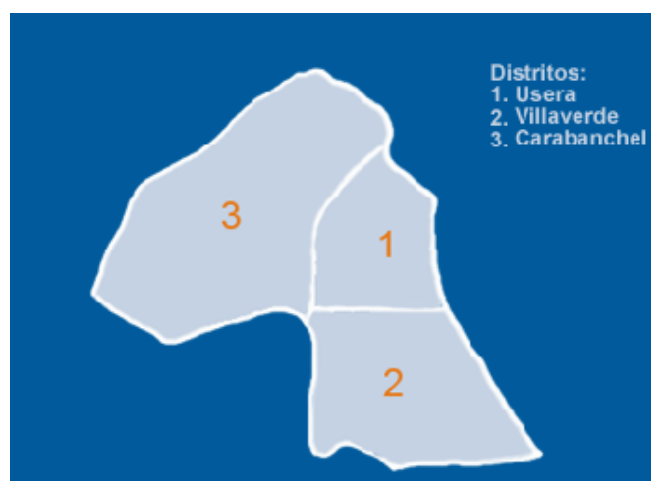 Distritos:
1. Usera
2. Villaverde
3. Carabanchel
3
1
2